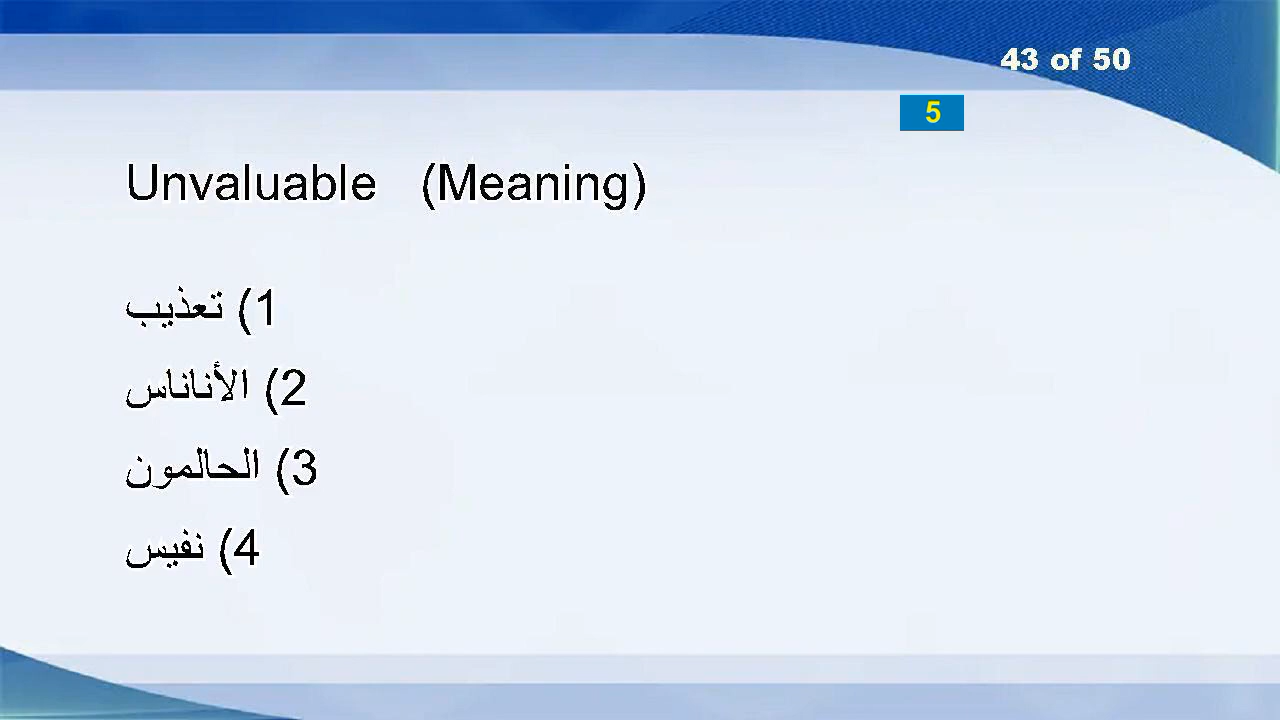 43 of 50
5
Unvaluable (Meaning)
1) تعذيب
2) الأناناس
3) الحالمون
4) نفيس